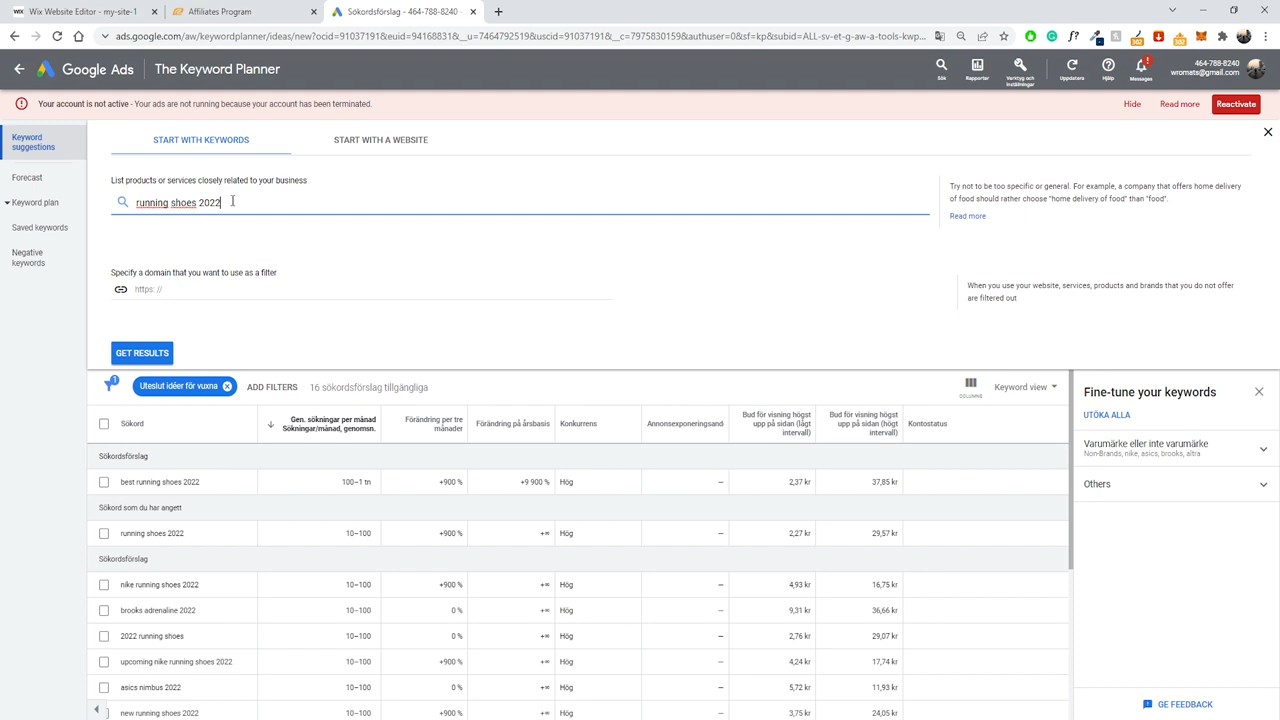 Wix Website Editor - my-site-1
Affiliates Program
Sökordsförslag - 464-788-8240 -
ads.google.com/aw/keywordplanner/ideas/new?ocid=91037191&euid=94168831&__u=7464792519&uscid=91037191&__c=7975830159&authuser=0&sf=kp&subid=ALL-sv-et-g-aw-a-tools-kwp...
Google Ads
The Keyword Planner
Sök
Rapporter
Verktyg och inställningar
Uppdatera
Hjälp
Messages
464-788-8240
wromats@gmail.com
Your account is not active - Your ads are not running because your account has been terminated.
Hide
Read more
Reactivate
Keyword suggestions
Forecast
Keyword plan
Saved keywords
Negative keywords
START WITH KEYWORDS
START WITH A WEBSITE
List products or services closely related to your business
running shoes 2022
Try not to be too specific or general. For example, a company that offers home delivery
of food should rather choose "home delivery of food" than "food".
Read more
Specify a domain that you want to use as a filter
https: //
When you use your website, services, products and brands that you do not offer
are filtered out
GET RESULTS
1
Uteslut idéer för vuxna
ADD FILTERS
16 sökordsförslag tillgängliga
COLUMNS
Keyword view
Sökord
Gen. sökningar per månad
Sökningar/månad, genomsn.
Förändring per tre månader
Förändring på årsbasis
Konkurrens
Annonsexponeringsand
Bud för visning högst upp på sidan (lågt intervall)
Bud för visning högst upp på sidan (högt intervall)
Kontostatus
Sökordsförslag
best running shoes 2022 100–1 tn +900 % +9 900 % Hög – 2,37 kr 37,85 kr
Sökord som du har angett
running shoes 2022 10–100 +900 % +∞ Hög – 2,27 kr 29,57 kr
Sökordsförslag
nike running shoes 2022 10–100 +900 % +∞ Hög – 4,93 kr 16,75 kr
brooks adrenaline 2022 10–100 0 % +∞ Hög – 9,31 kr 36,66 kr
2022 running shoes 10–100 0 % +∞ Hög – 2,76 kr 29,07 kr
upcoming nike running shoes 2022 10–100 +900 % +∞ Hög – 4,24 kr 17,74 kr
asics nimbus 2022 10–100 0 % +∞ Hög – 5,72 kr 11,93 kr
new running shoes 2022 10–100 +900 % +∞ Hög – 3,75 kr 24,05 kr
Fine-tune your keywords
UTÖKA ALLA
Varumärke eller inte varumärke
Non-Brands, nike, asics, brooks, altra
Others
GE FEEDBACK